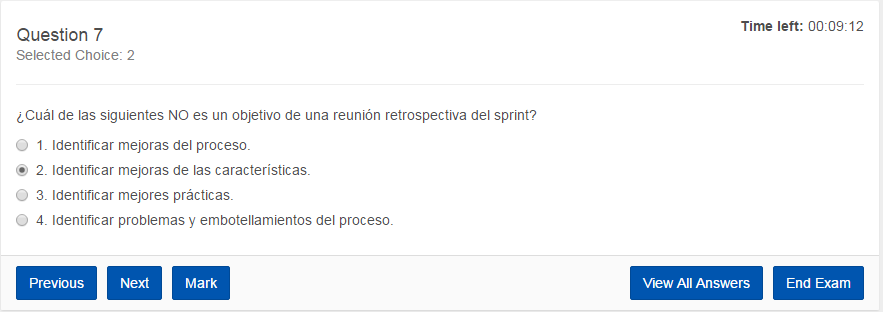 Question 7
Time left: 00:09:12
Selected Choice: 2
¿Cuál de las siguientes NO es un objetivo de una reunión retrospectiva del sprint?
1. Identificar mejoras del proceso.
2. Identificar mejoras de las características.
3. Identificar mejores prácticas.
4. Identificar problemas y embotellamientos del proceso.
Previous Next Mark View All Answers End Exam